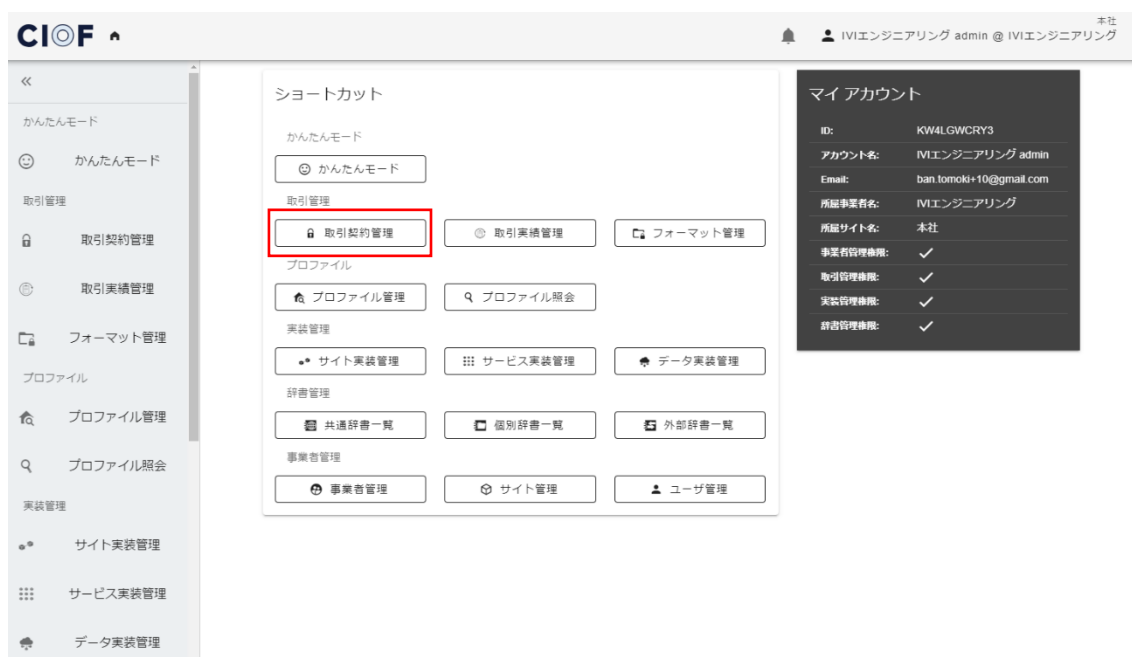 CIOF
本社
IVIエンジニアリング admin @ IVIエンジニアリング
かんたんモード
かんたんモード
取引管理
取引契約管理
取引実績管理
フォーマット管理
プロファイル
プロファイル管理
プロファイル照会
実装管理
サイト実装管理
サービス実装管理
データ実装管理
ショートカット
かんたんモード
かんたんモード
取引管理
取引契約管理 取引実績管理 フォーマット管理
プロファイル
プロファイル管理 プロファイル照会
実装管理
サイト実装管理 サービス実装管理 データ実装管理
辞書管理
共通辞書一覧 個別辞書一覧 外部辞書一覧
事業者管理
事業者管理 サイト管理 ユーザ管理
マイ アカウント
ID: KW4LGWCRY3
アカウント名: IVIエンジニアリング admin
Email: ban.tomoki+10@gmail.com
所属事業者名: IVIエンジニアリング
所属サイト名: 本社
事業者管理権限: ✓
取引管理権限: ✓
実装管理権限: ✓
辞書管理権限: ✓